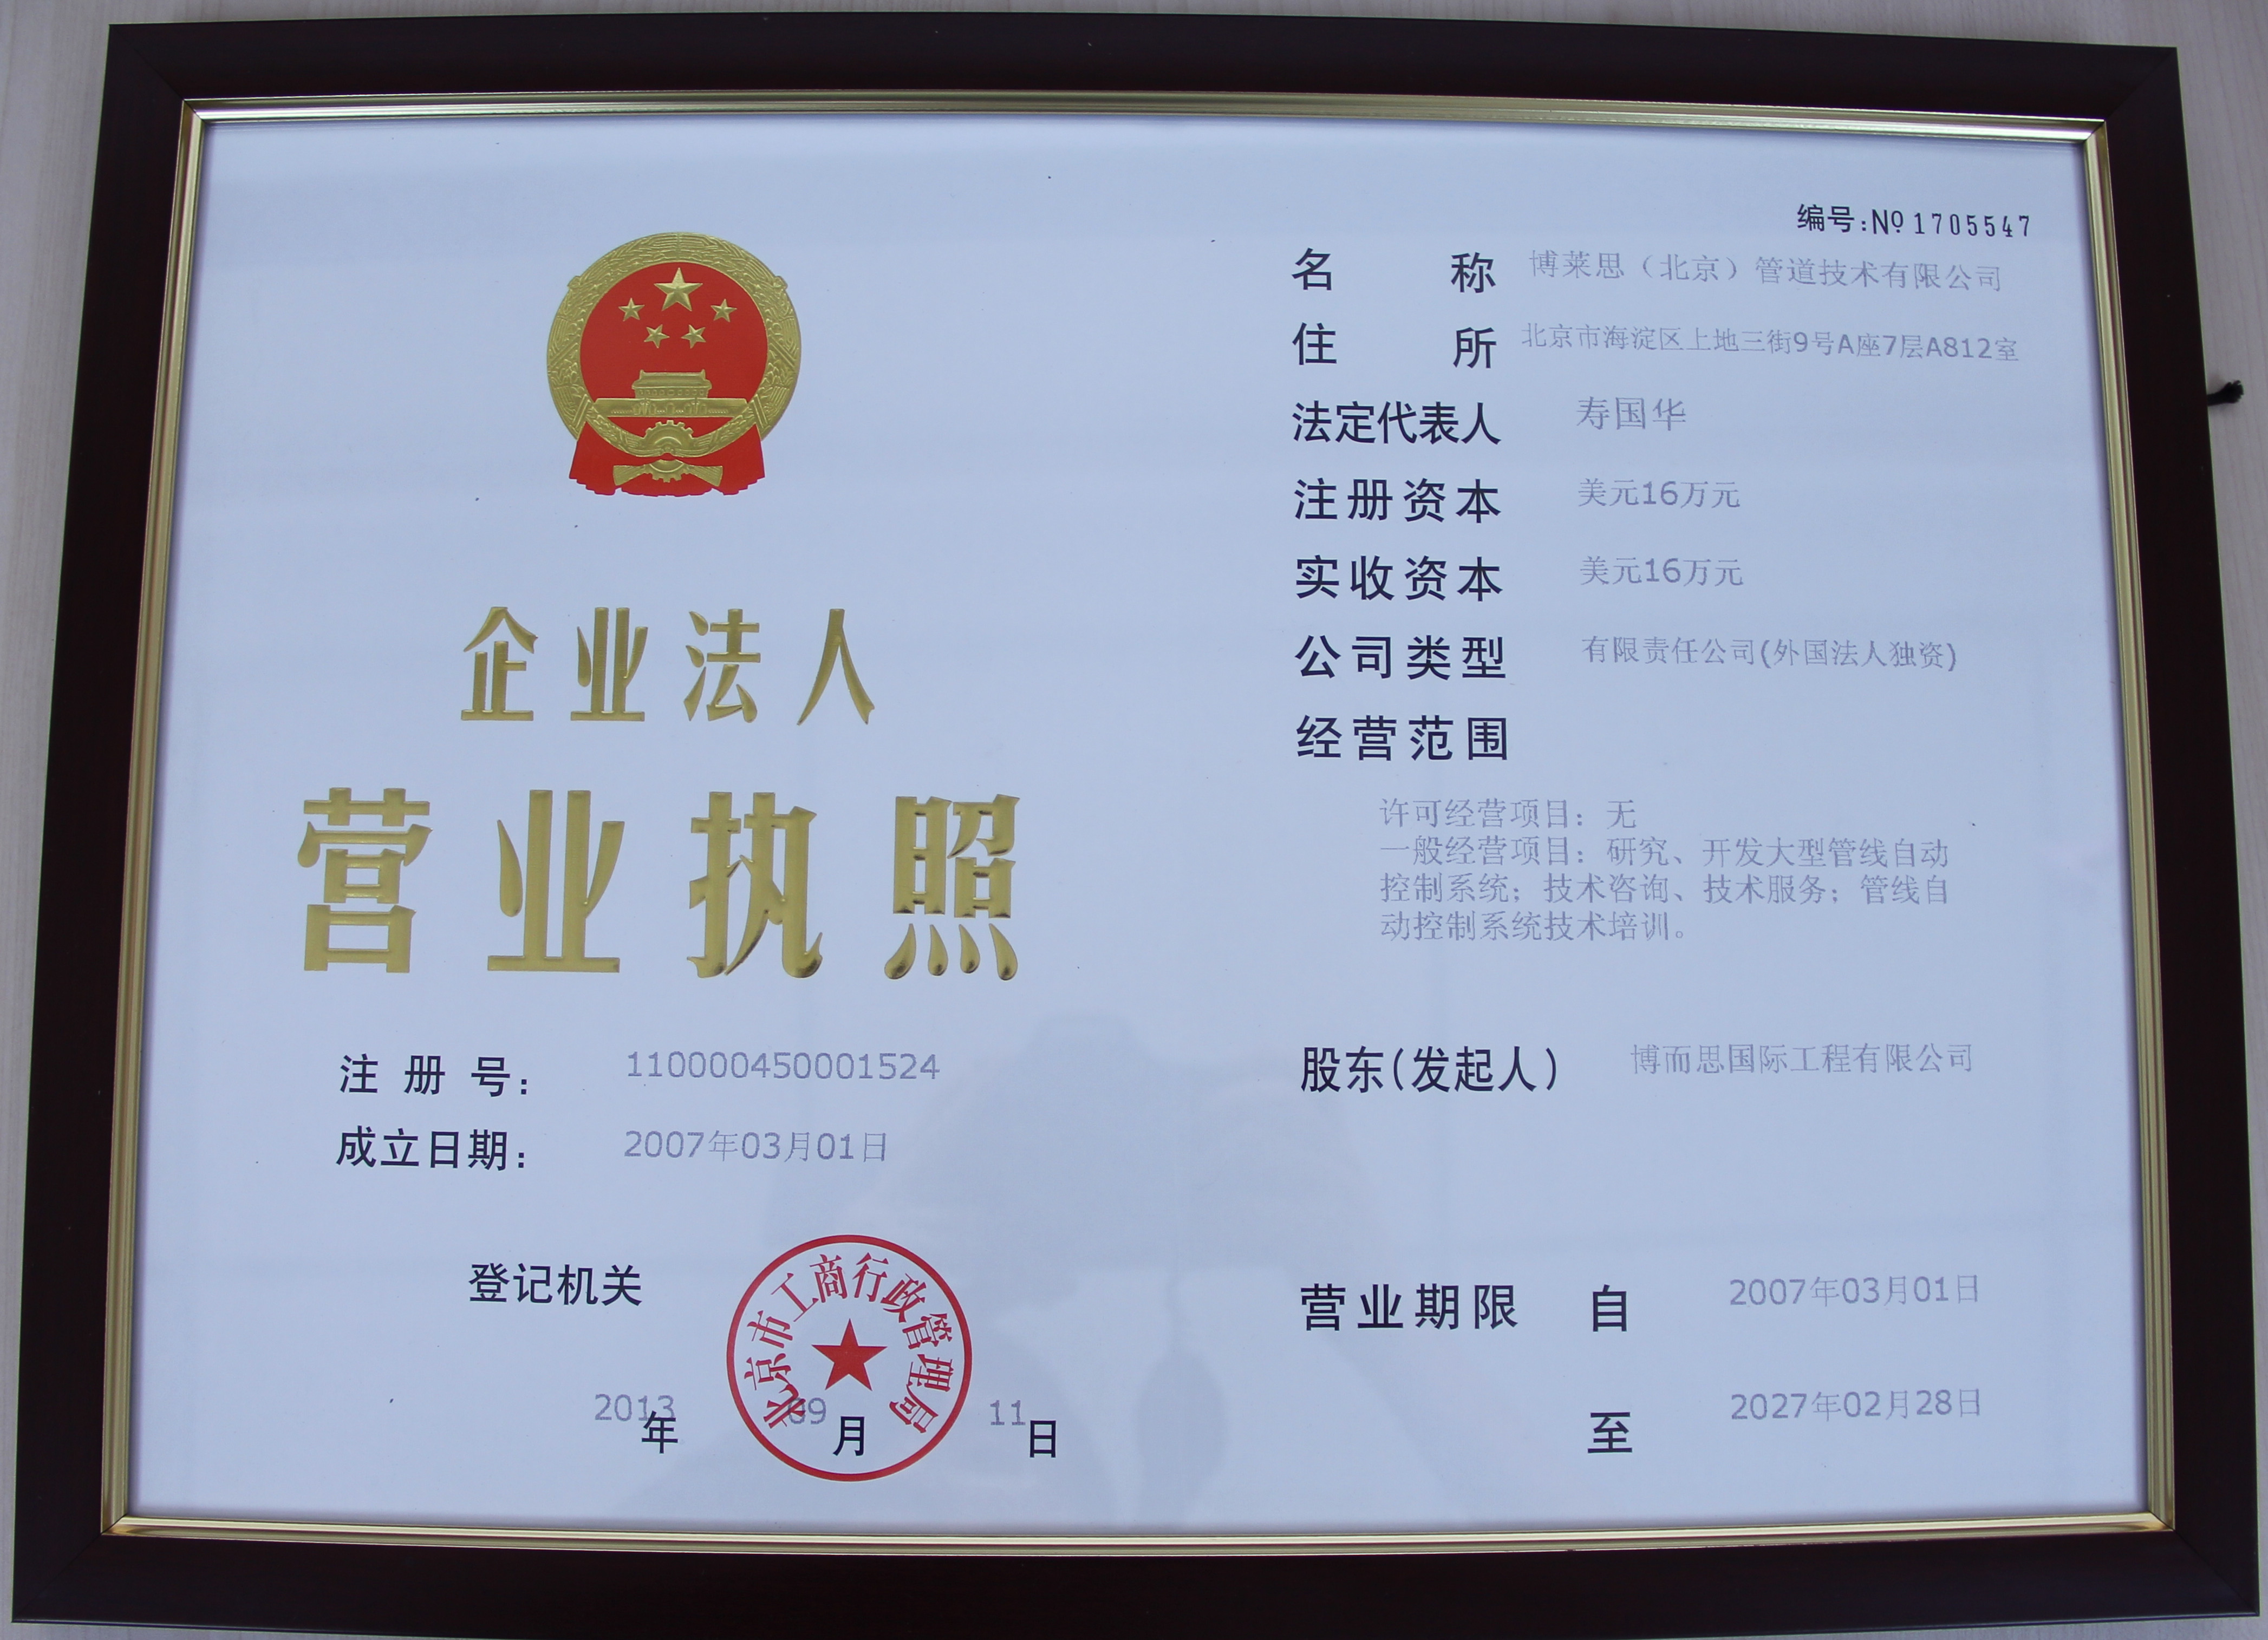 编号:№1705547
企业法人
营业执照
注册号: 110000450001524
成立日期: 2007年03月01日
登记机关
北京市工商行政管理局
2013年09月11日
名称 博莱思（北京）管道技术有限公司
住所 北京市海淀区上地三街9号A座7层A812室
法定代表人 寿国华
注册资本 美元16万元
实收资本 美元16万元
公司类型 有限责任公司(外国法人独资)
经营范围
许可经营项目：无
一般经营项目：研究、开发大型管线自动
控制系统；技术咨询、技术服务；管线自
动控制系统技术培训。
股东(发起人) 博而思国际工程有限公司
营业期限 自 2007年03月01日
至 2027年02月28日